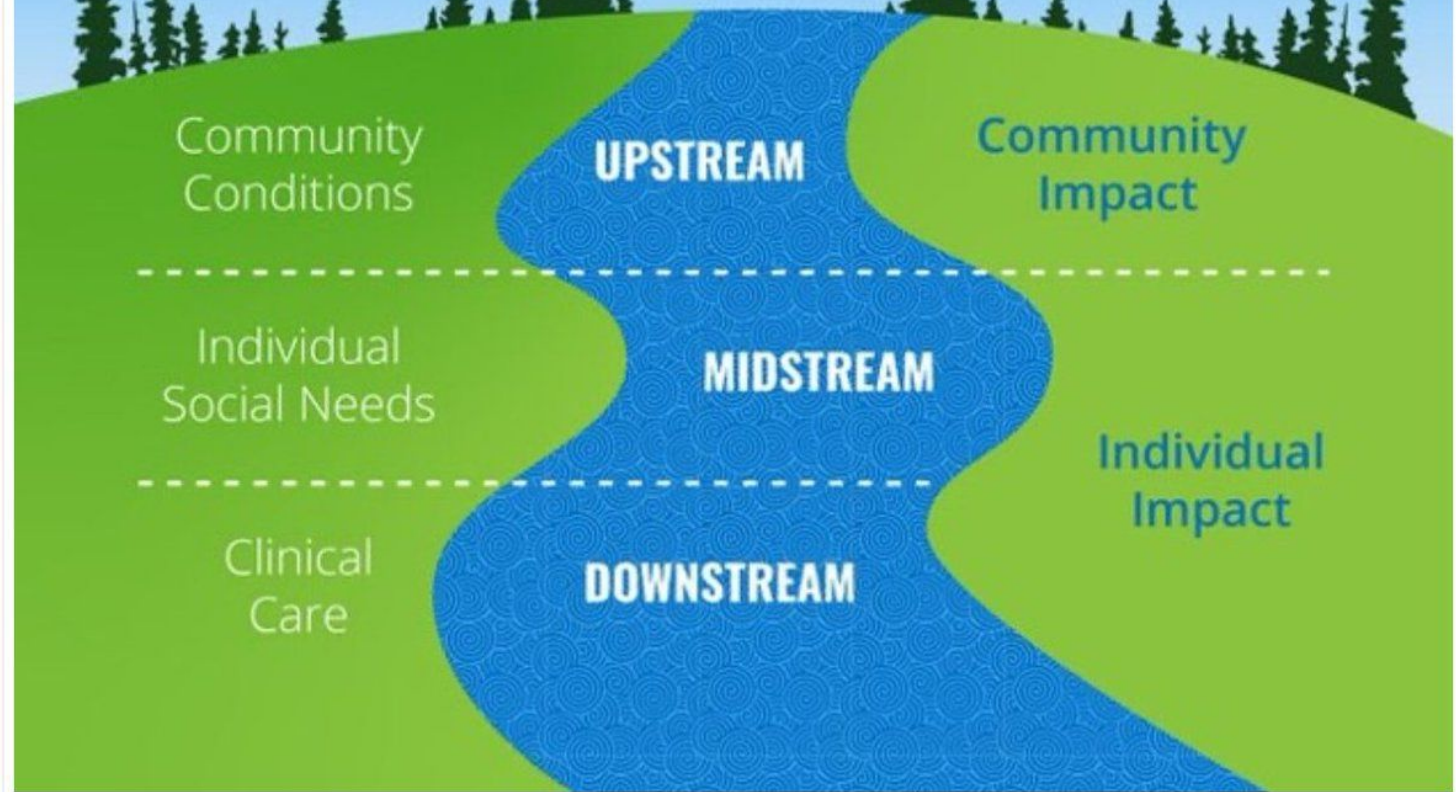 Community
Conditions
UPSTREAM
Community
Impact
Individual
Social Needs
MIDSTREAM
Individual
Impact
Clinical
Care
DOWNSTREAM